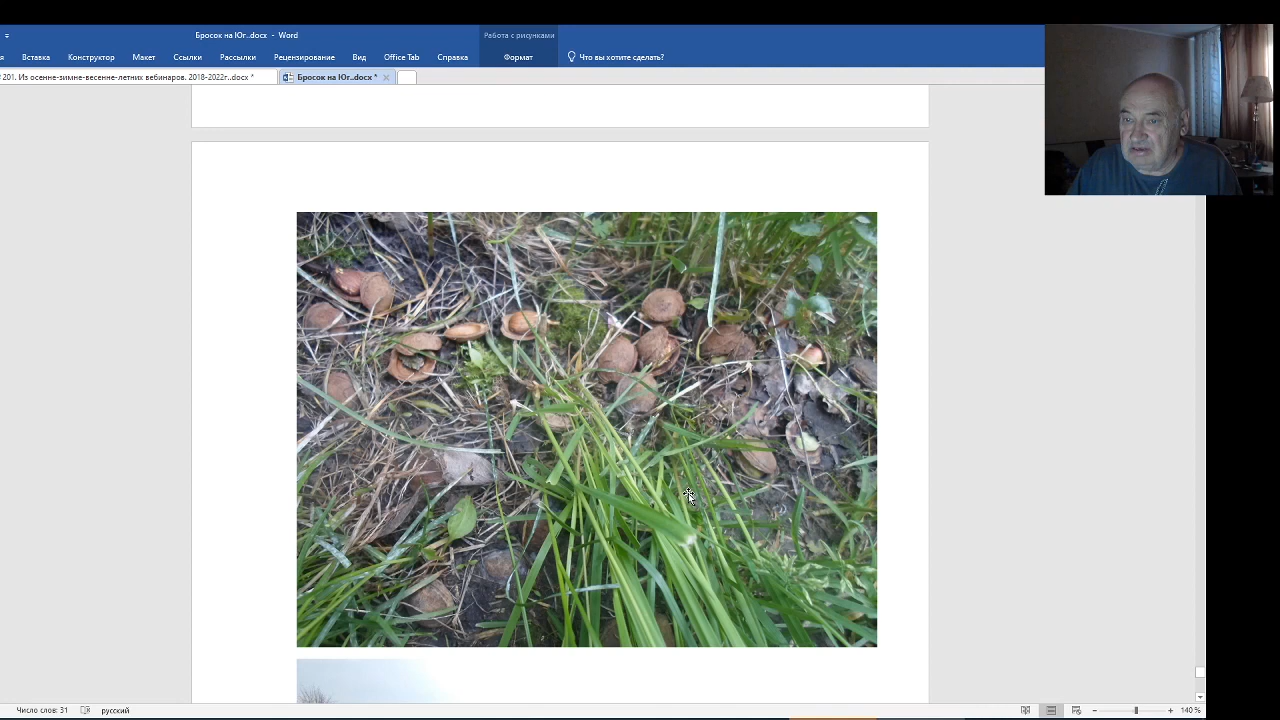 Бросок на Юг..docx - Word
Работа с рисунками
Вставка Конструктор Макет Ссылки Рассылки Рецензирование Вид Office Tab Справка Формат Что вы хотите сделать?
201. Из осенне-зимне-весенне-летних вебинаров. 2018-2022г..docx *
Бросок на Юг..docx *
Число слов: 31 русский
140 %